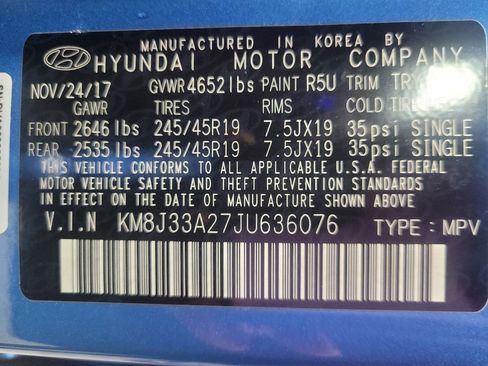 MANUFACTURED IN KOREA BY
HYUNDAI MOTOR COMPANY
NOV/24/17 GVWR 4652 lbs PAINT R5U TRIM TRY
GAWR TIRES RIMS COLD TIRE
FRONT 2646 lbs 245/45R19 7.5JX19 35psi SINGLE
REAR 2535 lbs 245/45R19 7.5JX19 35psi SINGLE
THIS VEHICLE CONFORMS TO ALL APPLICABLE U.S.A. FEDERAL
MOTOR VEHICLE SAFETY AND THEFT PREVENTION STANDARDS
IN EFFECT ON THE DATE OF MANUFACTURE SHOWN ABOVE.
V.I.N KM8J33A27JU636076 TYPE : MPV